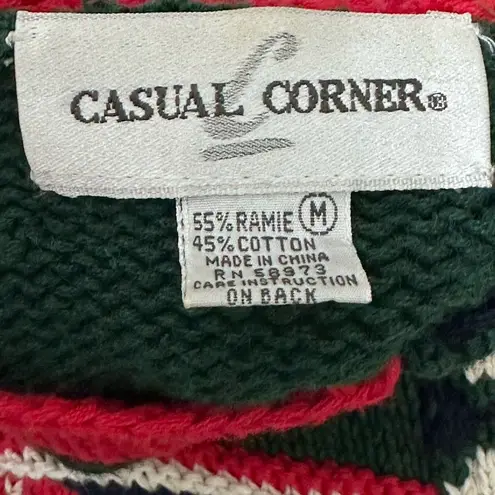 CASUAL CORNER®
55% RAMIE M
45% COTTON
MADE IN CHINA
RN 58973
CARE INSTRUCTION
ON BACK